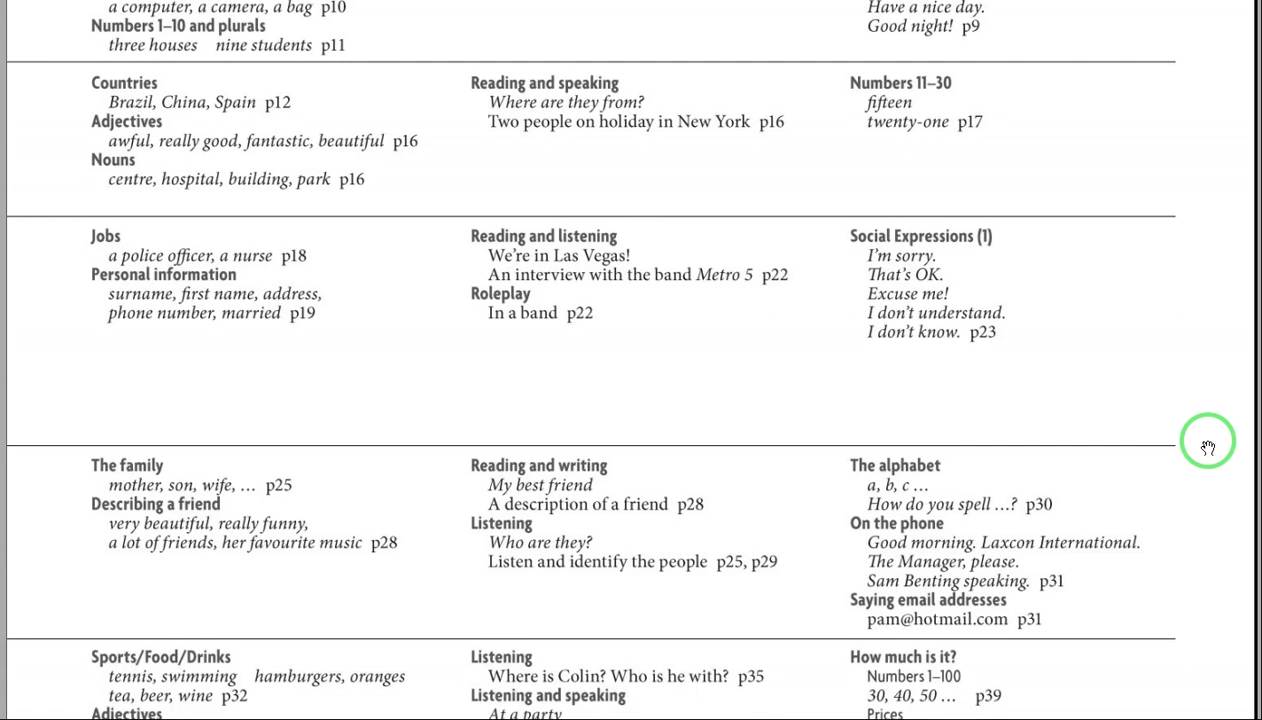 a computer, a camera, a bag p10
Numbers 1–10 and plurals
three houses nine students p11
Have a nice day.
Good night! p9
Countries
Brazil, China, Spain p12
Adjectives
awful, really good, fantastic, beautiful p16
Nouns
centre, hospital, building, park p16
Reading and speaking
Where are they from?
Two people on holiday in New York p16
Numbers 11–30
fifteen
twenty-one p17
Jobs
a police officer, a nurse p18
Personal information
surname, first name, address,
phone number, married p19
Reading and listening
We're in Las Vegas!
An interview with the band Metro 5 p22
Roleplay
In a band p22
Social Expressions (1)
I'm sorry.
That's OK.
Excuse me!
I don't understand.
I don't know. p23
The family
mother, son, wife, … p25
Describing a friend
very beautiful, really funny,
a lot of friends, her favourite music p28
Reading and writing
My best friend
A description of a friend p28
Listening
Who are they?
Listen and identify the people p25, p29
The alphabet
a, b, c …
How do you spell …? p30
On the phone
Good morning. Laxcon International.
The Manager, please.
Sam Benting speaking. p31
Saying email addresses
pam@hotmail.com p31
Sports/Food/Drinks
tennis, swimming hamburgers, oranges
tea, beer, wine p32
Adjectives
Listening
Where is Colin? Who is he with? p35
Listening and speaking
At a party
How much is it?
Numbers 1–100
30, 40, 50 … p39
Prices